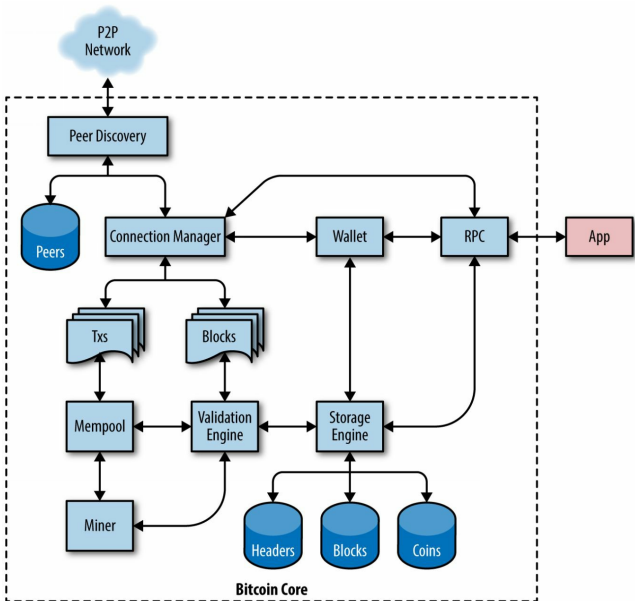 P2P
Network
Peer Discovery
Peers
Connection Manager
Wallet
RPC
App
Txs
Blocks
Mempool
Validation
Engine
Storage
Engine
Miner
Headers
Blocks
Coins
Bitcoin Core